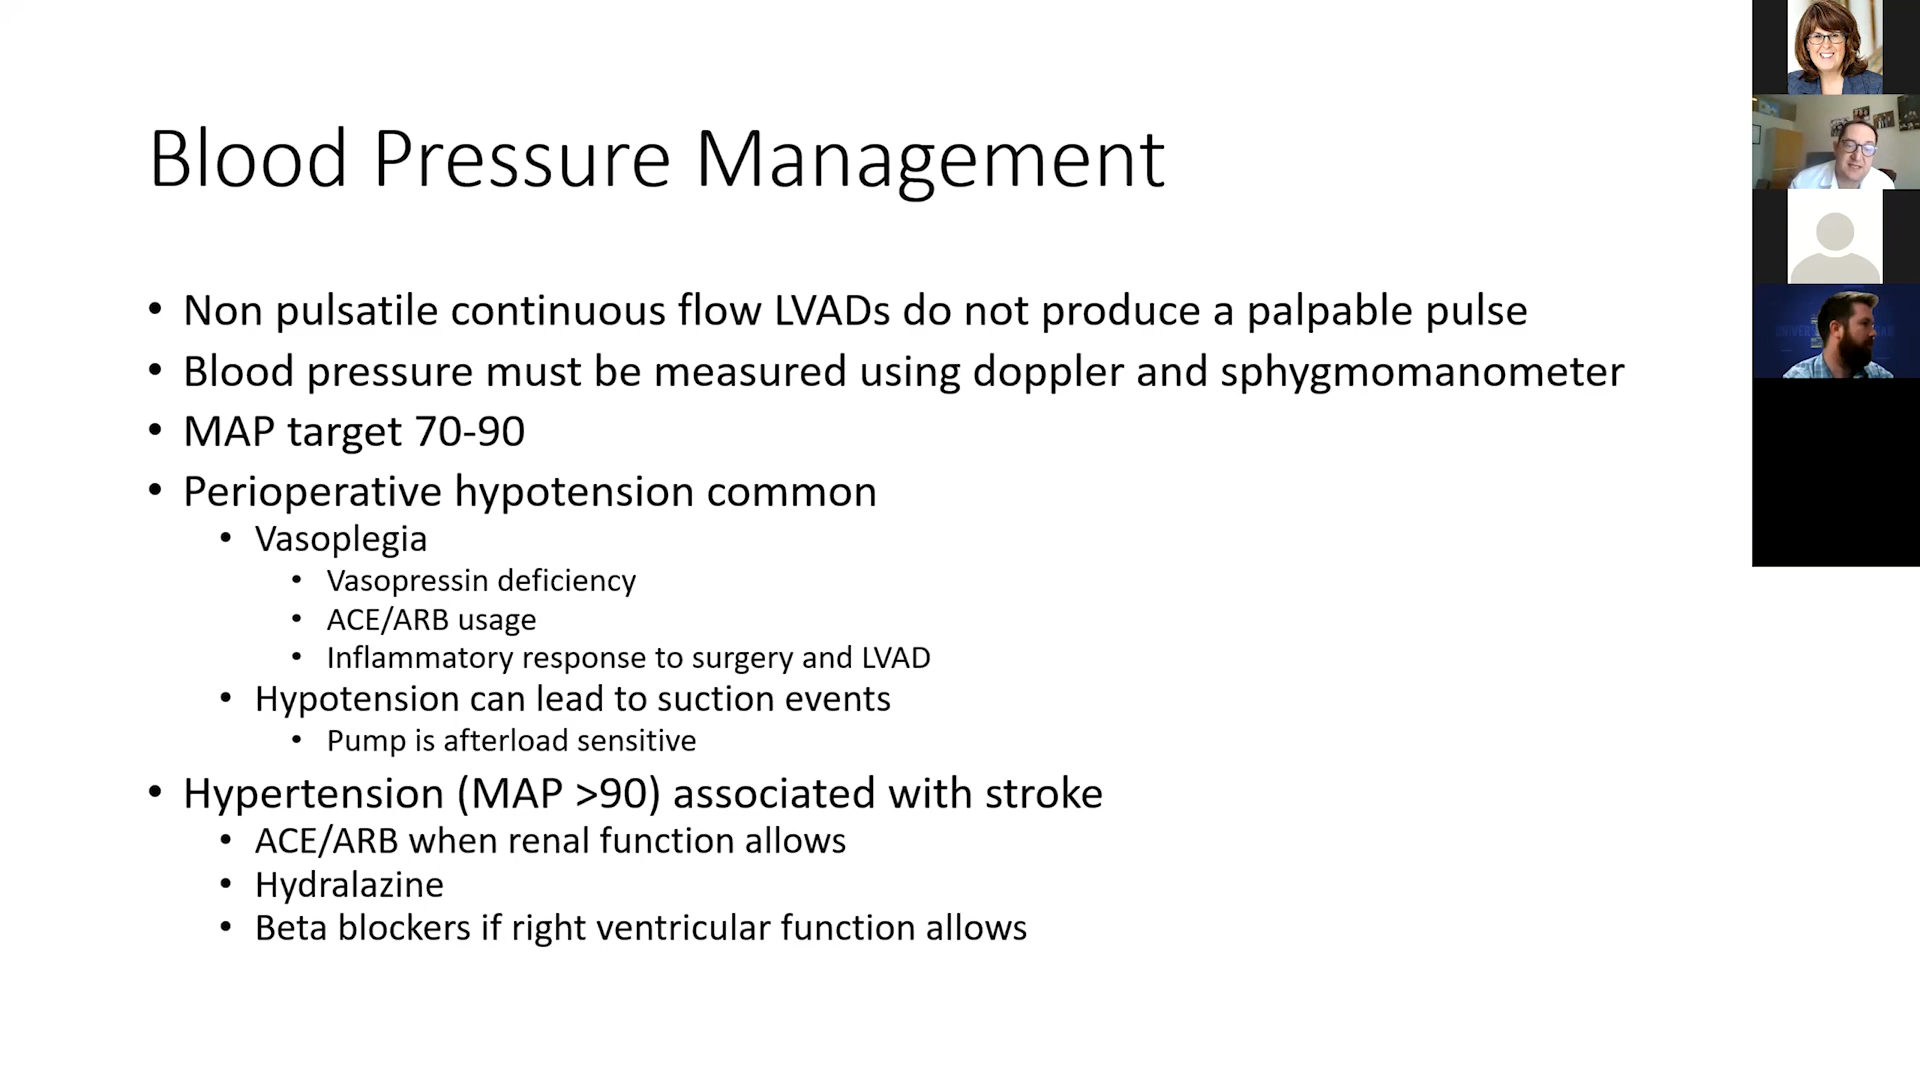 Blood Pressure Management
• Non pulsatile continuous flow LVADs do not produce a palpable pulse
• Blood pressure must be measured using doppler and sphygmomanometer
• MAP target 70-90
• Perioperative hypotension common
• Vasoplegia
• Vasopressin deficiency
• ACE/ARB usage
• Inflammatory response to surgery and LVAD
• Hypotension can lead to suction events
• Pump is afterload sensitive
• Hypertension (MAP >90) associated with stroke
• ACE/ARB when renal function allows
• Hydralazine
• Beta blockers if right ventricular function allows